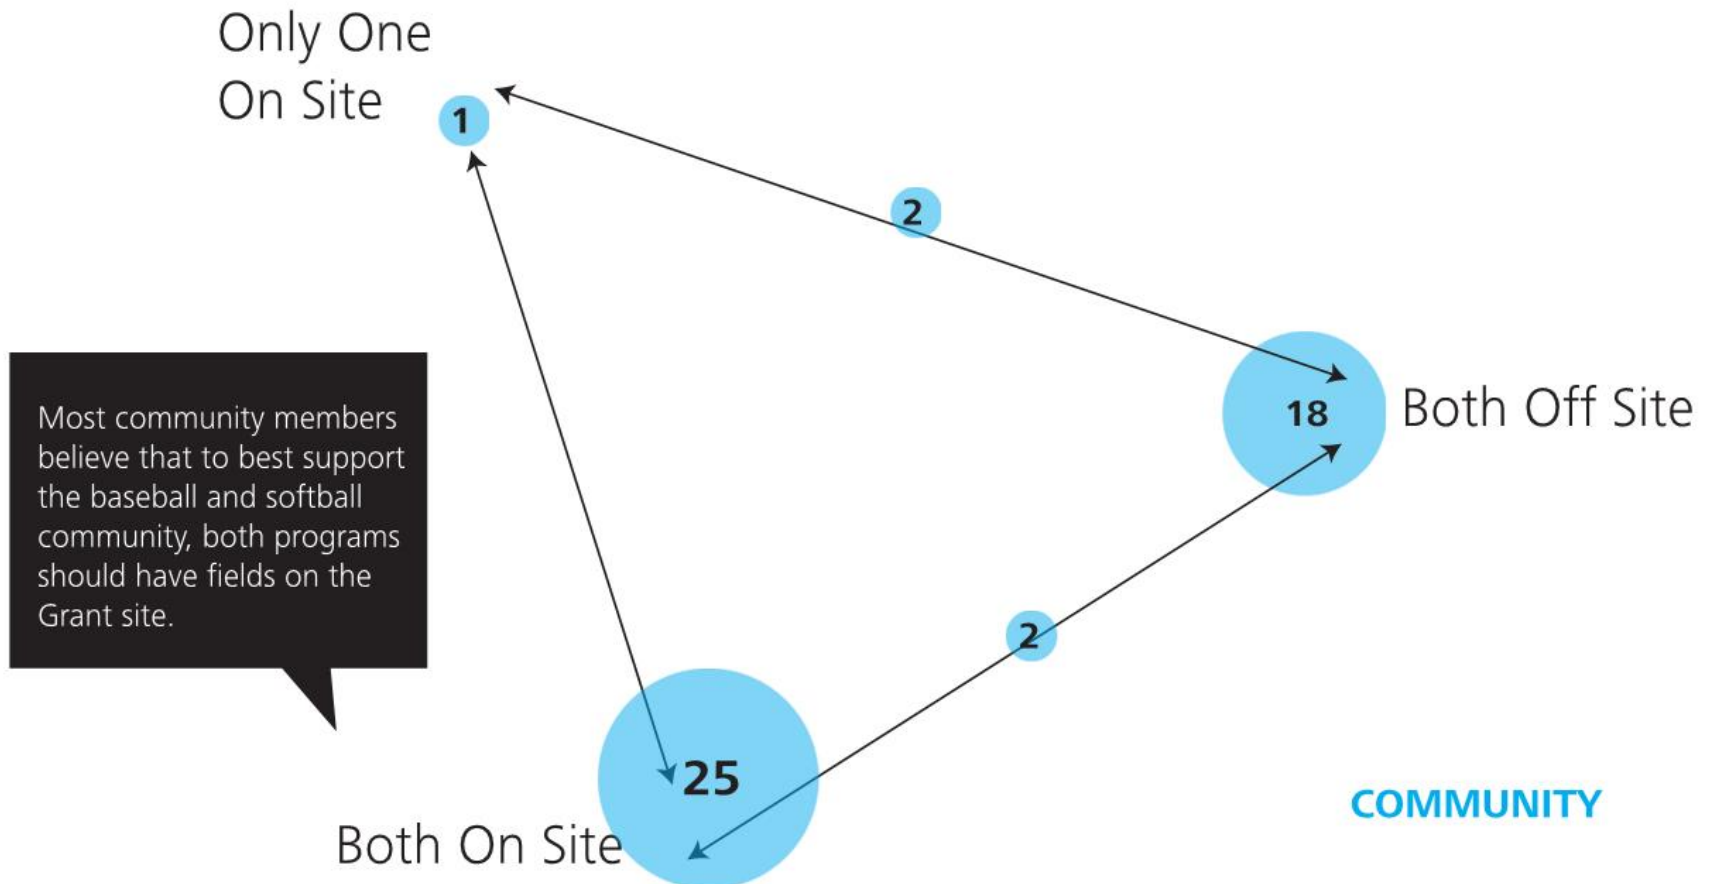 Only One
On Site
1
2
18
Both Off Site
Most community members
believe that to best support
the baseball and softball
community, both programs
should have fields on the
Grant site.
2
25
Both On Site
COMMUNITY